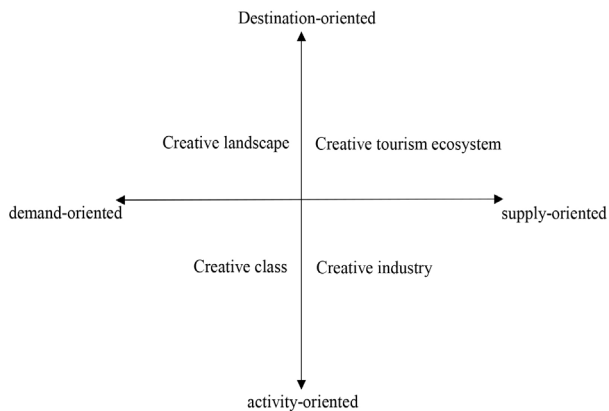 Destination-oriented
Creative landscape
Creative tourism ecosystem
demand-oriented
supply-oriented
Creative class
Creative industry
activity-oriented